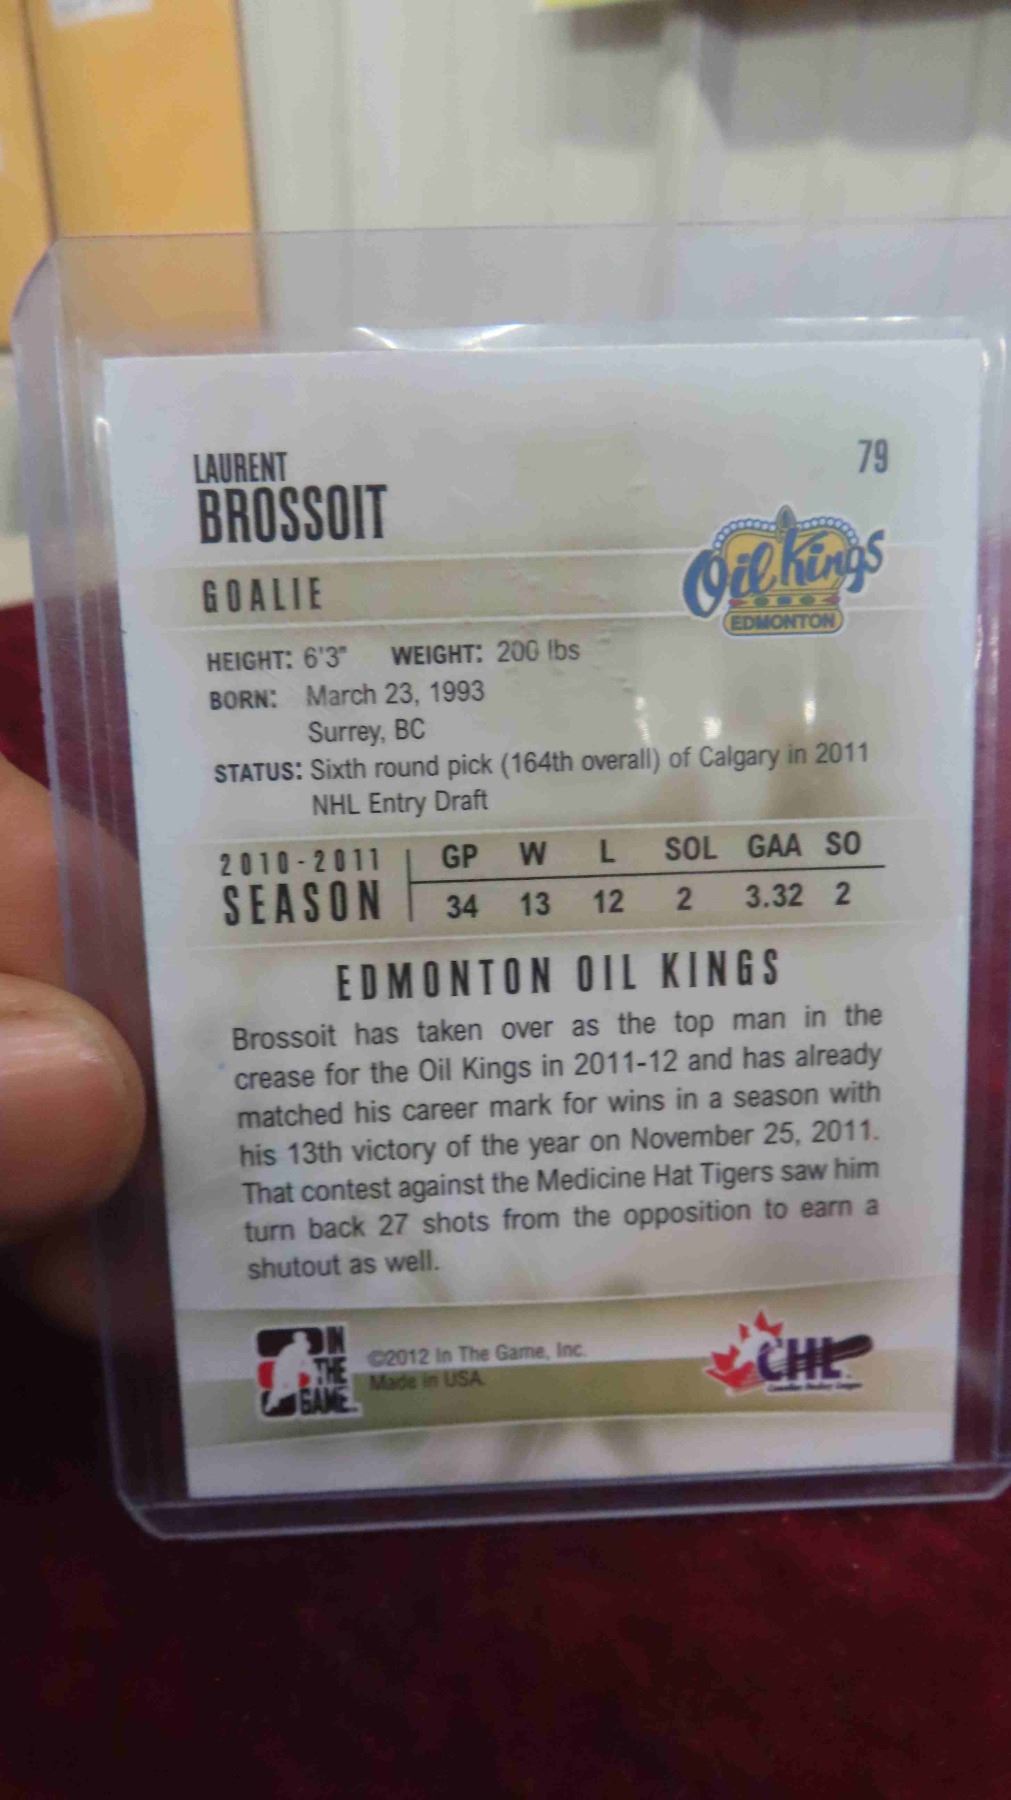 LAURENT
BROSSOIT
79
GOALIE
Oil Kings
EDMONTON
HEIGHT: 6'3" WEIGHT: 200 lbs
BORN: March 23, 1993
Surrey, BC
STATUS: Sixth round pick (164th overall) of Calgary in 2011
NHL Entry Draft
2010-2011 GP W L SOL GAA SO
SEASON 34 13 12 2 3.32 2
EDMONTON OIL KINGS
Brossoit has taken over as the top man in the
crease for the Oil Kings in 2011-12 and has already
matched his career mark for wins in a season with
his 13th victory of the year on November 25, 2011.
That contest against the Medicine Hat Tigers saw him
turn back 27 shots from the opposition to earn a
shutout as well.
IN
THE
GAME
©2012 In The Game, Inc.
Made in USA
CHL
Canadian Hockey League